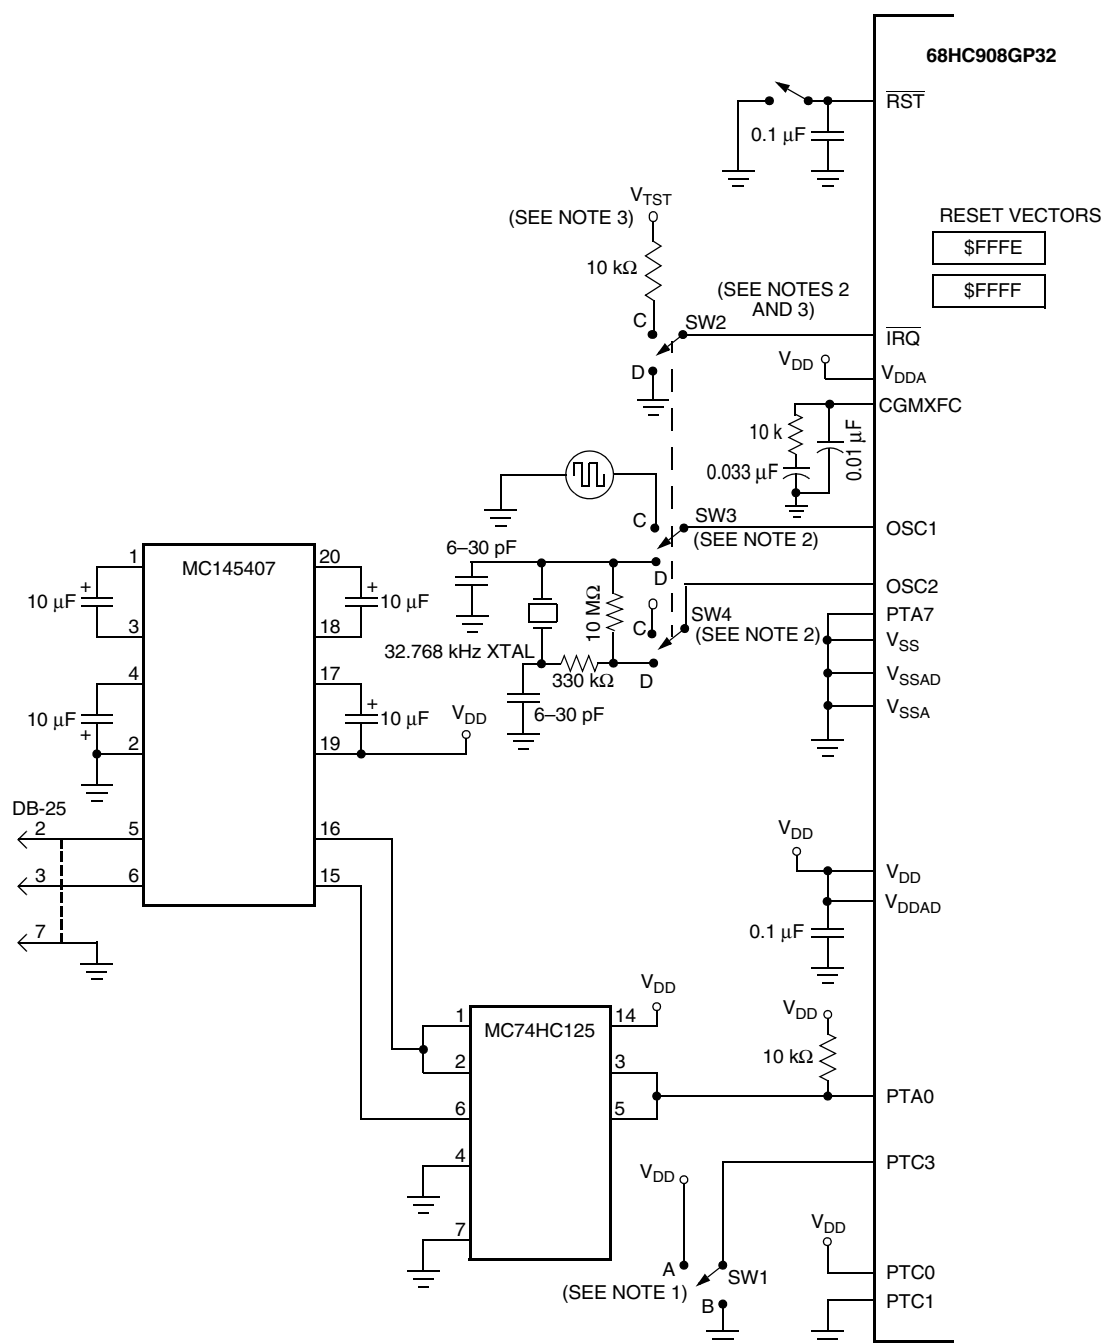 68HC908GP32
RST
0.1 µF
VTST
(SEE NOTE 3)
10 kΩ
RESET VECTORS
$FFFE
$FFFF
(SEE NOTES 2
AND 3)
C
SW2
IRQ
D
VDD
VDDA
CGMXFC
10 k
0.01 µF
0.033 µF
C
SW3
OSC1
(SEE NOTE 2)
6–30 pF
D
OSC2
10 MΩ
C
SW4
(SEE NOTE 2)
PTA7
VSS
32.768 kHz XTAL
330 kΩ
D
VSSAD
6–30 pF
VSSA
MC145407
1
20
10 µF
+
+
10 µF
3
18
4
17
10 µF
+
+
10 µF
VDD
2
19
DB-25
2
5
16
3
6
15
7
VDD
VDD
VDDAD
0.1 µF
MC74HC125
1
14
VDD
2
3
VDD
10 kΩ
6
5
PTA0
4
7
VDD
PTC3
A
SW1
(SEE NOTE 1)
B
VDD
PTC0
PTC1